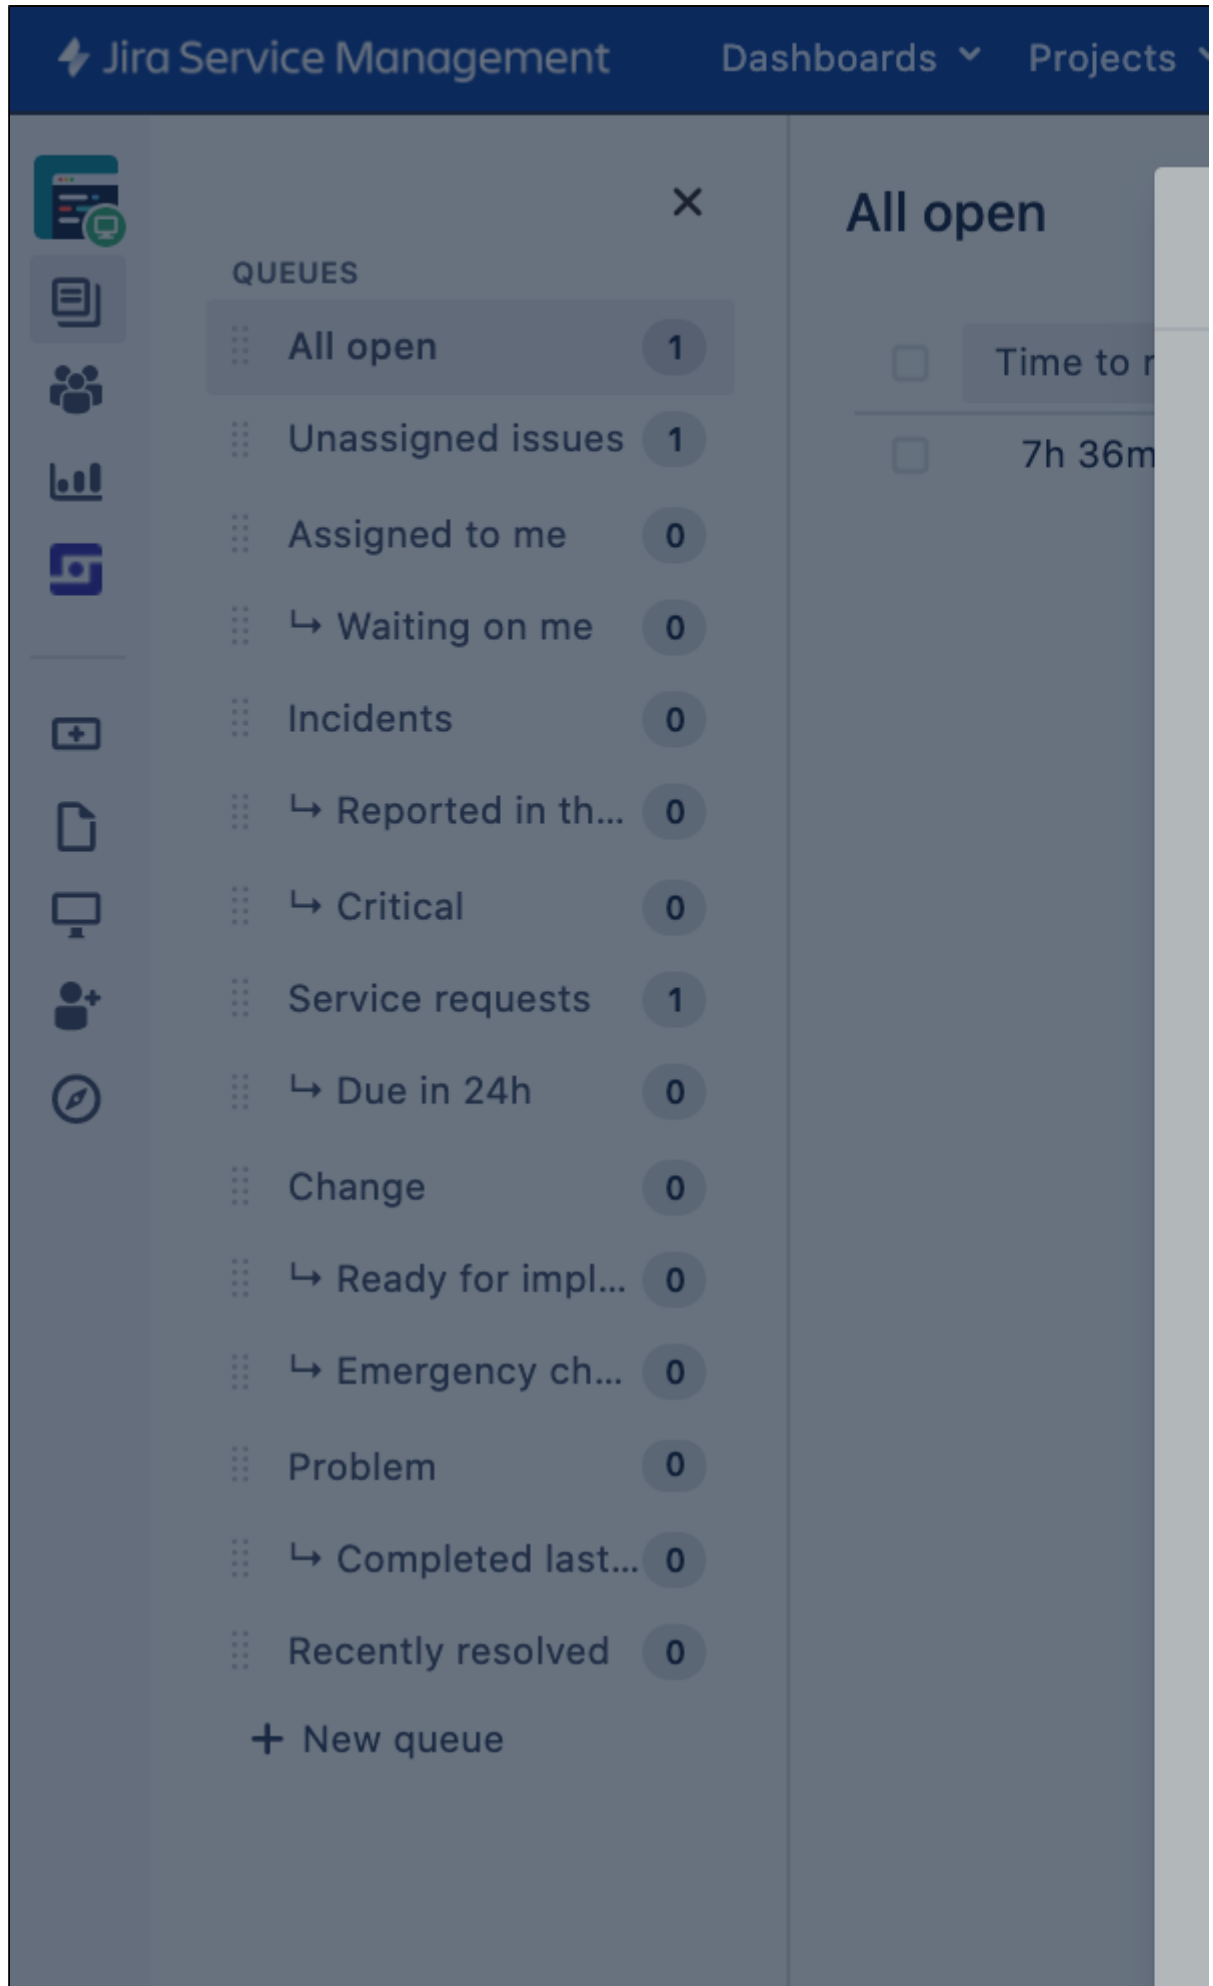 Jira Service Management Dashboards Projects
All open
QUEUES
All open 1
Time to r
Unassigned issues 1
7h 36m
Assigned to me 0
↳ Waiting on me 0
Incidents 0
↳ Reported in th... 0
↳ Critical 0
Service requests 1
↳ Due in 24h 0
Change 0
↳ Ready for impl... 0
↳ Emergency ch... 0
Problem 0
↳ Completed last... 0
Recently resolved 0
+ New queue